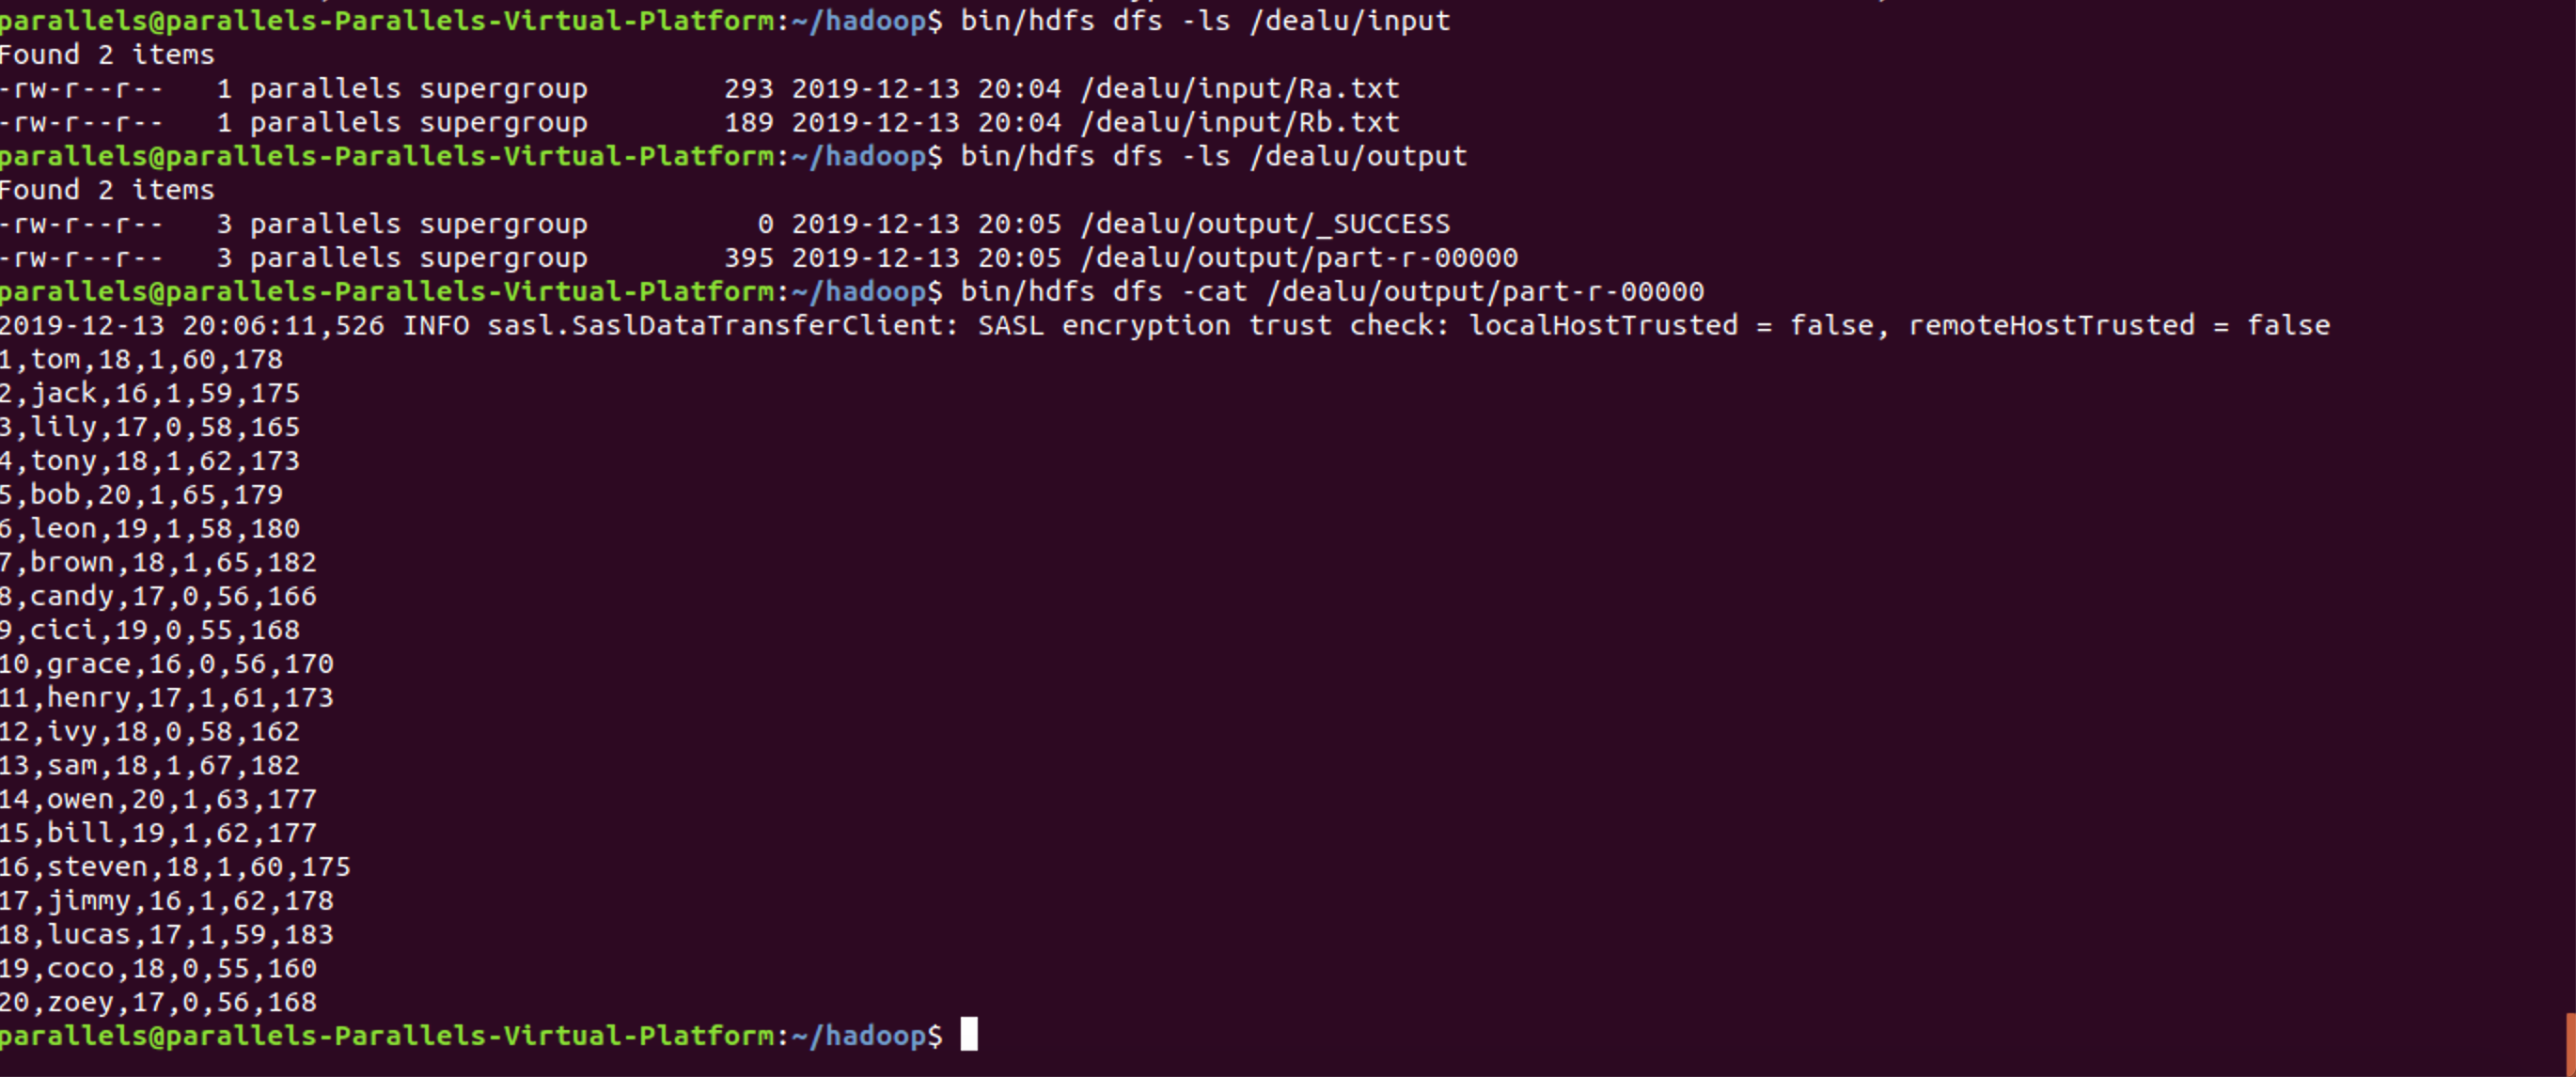 parallels@parallels-Parallels-Virtual-Platform:~/hadoop$ bin/hdfs dfs -ls /dealu/input
Found 2 items
-rw-r--r--   1 parallels supergroup        293 2019-12-13 20:04 /dealu/input/Ra.txt
-rw-r--r--   1 parallels supergroup        189 2019-12-13 20:04 /dealu/input/Rb.txt
parallels@parallels-Parallels-Virtual-Platform:~/hadoop$ bin/hdfs dfs -ls /dealu/output
Found 2 items
-rw-r--r--   3 parallels supergroup          0 2019-12-13 20:05 /dealu/output/_SUCCESS
-rw-r--r--   3 parallels supergroup        395 2019-12-13 20:05 /dealu/output/part-r-00000
parallels@parallels-Parallels-Virtual-Platform:~/hadoop$ bin/hdfs dfs -cat /dealu/output/part-r-00000
2019-12-13 20:06:11,526 INFO sasl.SaslDataTransferClient: SASL encryption trust check: localHostTrusted = false, remoteHostTrusted = false
1,tom,18,1,60,178
2,jack,16,1,59,175
3,lily,17,0,58,165
4,tony,18,1,62,173
5,bob,20,1,65,179
6,leon,19,1,58,180
7,brown,18,1,65,182
8,candy,17,0,56,166
9,cici,19,0,55,168
10,grace,16,0,56,170
11,henry,17,1,61,173
12,ivy,18,0,58,162
13,sam,18,1,67,182
14,owen,20,1,63,177
15,bill,19,1,62,177
16,steven,18,1,60,175
17,jimmy,16,1,62,178
18,lucas,17,1,59,183
19,coco,18,0,55,160
20,zoey,17,0,56,168
parallels@parallels-Parallels-Virtual-Platform:~/hadoop$